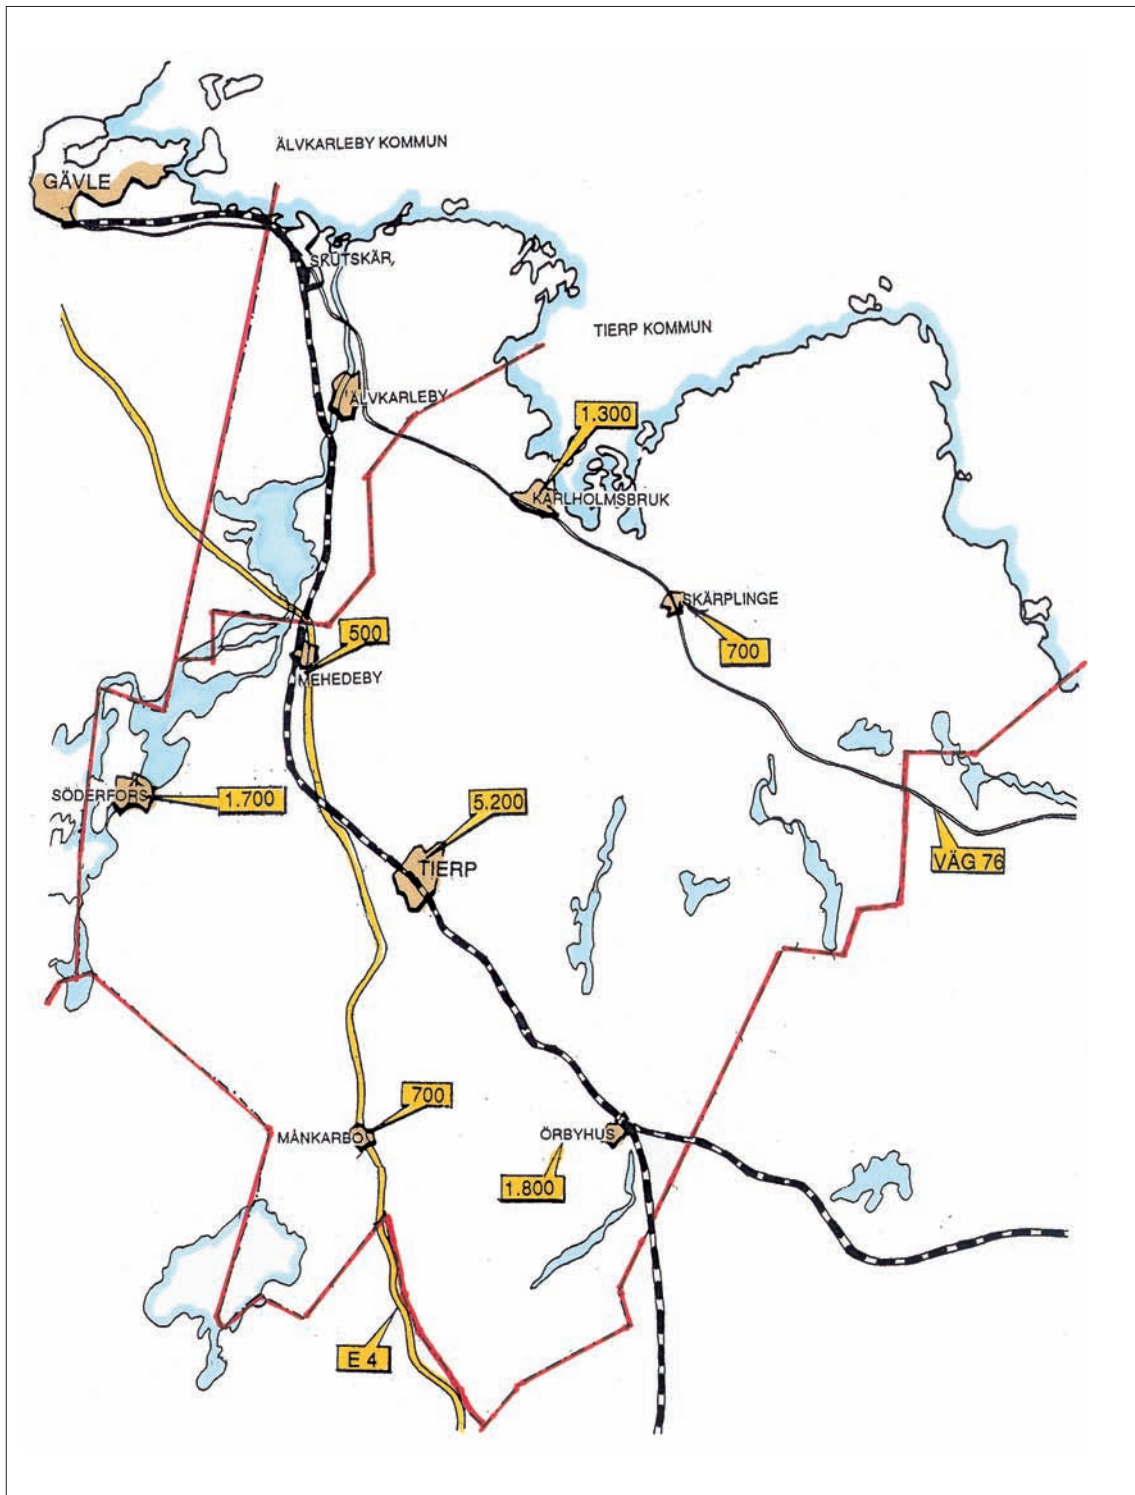 ÄLVKARLEBY KOMMUN
GÄVLE
SKUTSKÄR,
TIERP KOMMUN
ÄLVKARLEBY
1.300
KARLHOLMSBRUK
SKÄRPLINGE
500
700
MEHEDEBY
SÖDERFORS
1.700
5.200
VÄG 76
TIERP
700
MÅNKARBO
ÖRBYHUS
1.800
E 4